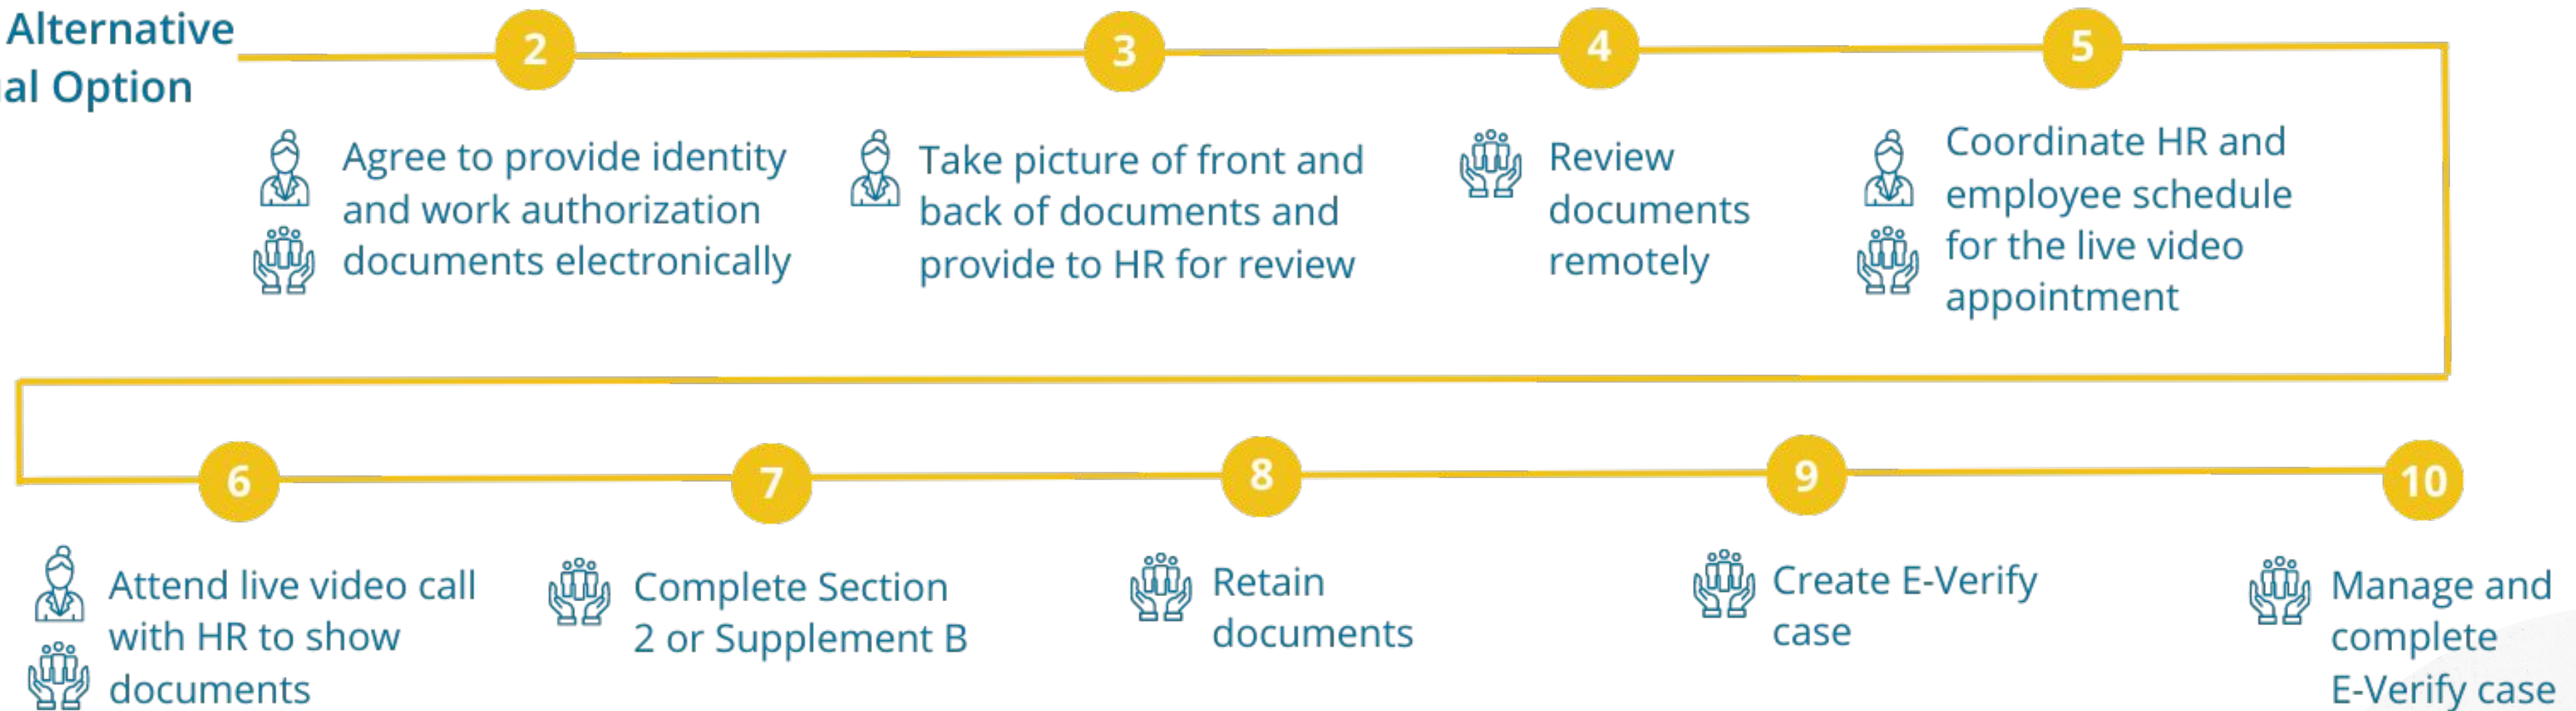 Alternative
al Option
2
3
4
5
Agree to provide identity
and work authorization
documents electronically
Take picture of front and
back of documents and
provide to HR for review
Review
documents
remotely
Coordinate HR and
employee schedule
for the live video
appointment
6
7
8
9
10
Attend live video call
with HR to show
documents
Complete Section
2 or Supplement B
Retain
documents
Create E-Verify
case
Manage and
complete
E-Verify case